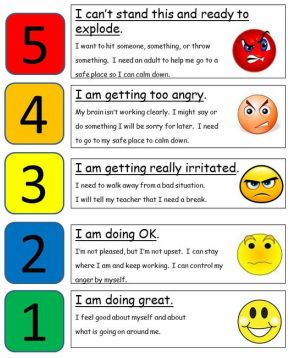 5
I can't stand this and ready to
explode.
I want to hit someone, something, or throw
something. I need an adult to help me go to a
safe place so I can calm down.
4
I am getting too angry.
My brain isn't working clearly. I might say or
do something I will be sorry for later. I need
to go to my safe place to calm down.
3
I am getting really irritated.
I need to walk away from a bad situation.
I will tell my teacher that I need a break.
2
I am doing OK.
I'm not pleased, but I'm not upset. I can stay
where I am and keep working. I can control my
anger by myself.
1
I am doing great.
I feel good about myself and about
what is going on around me.